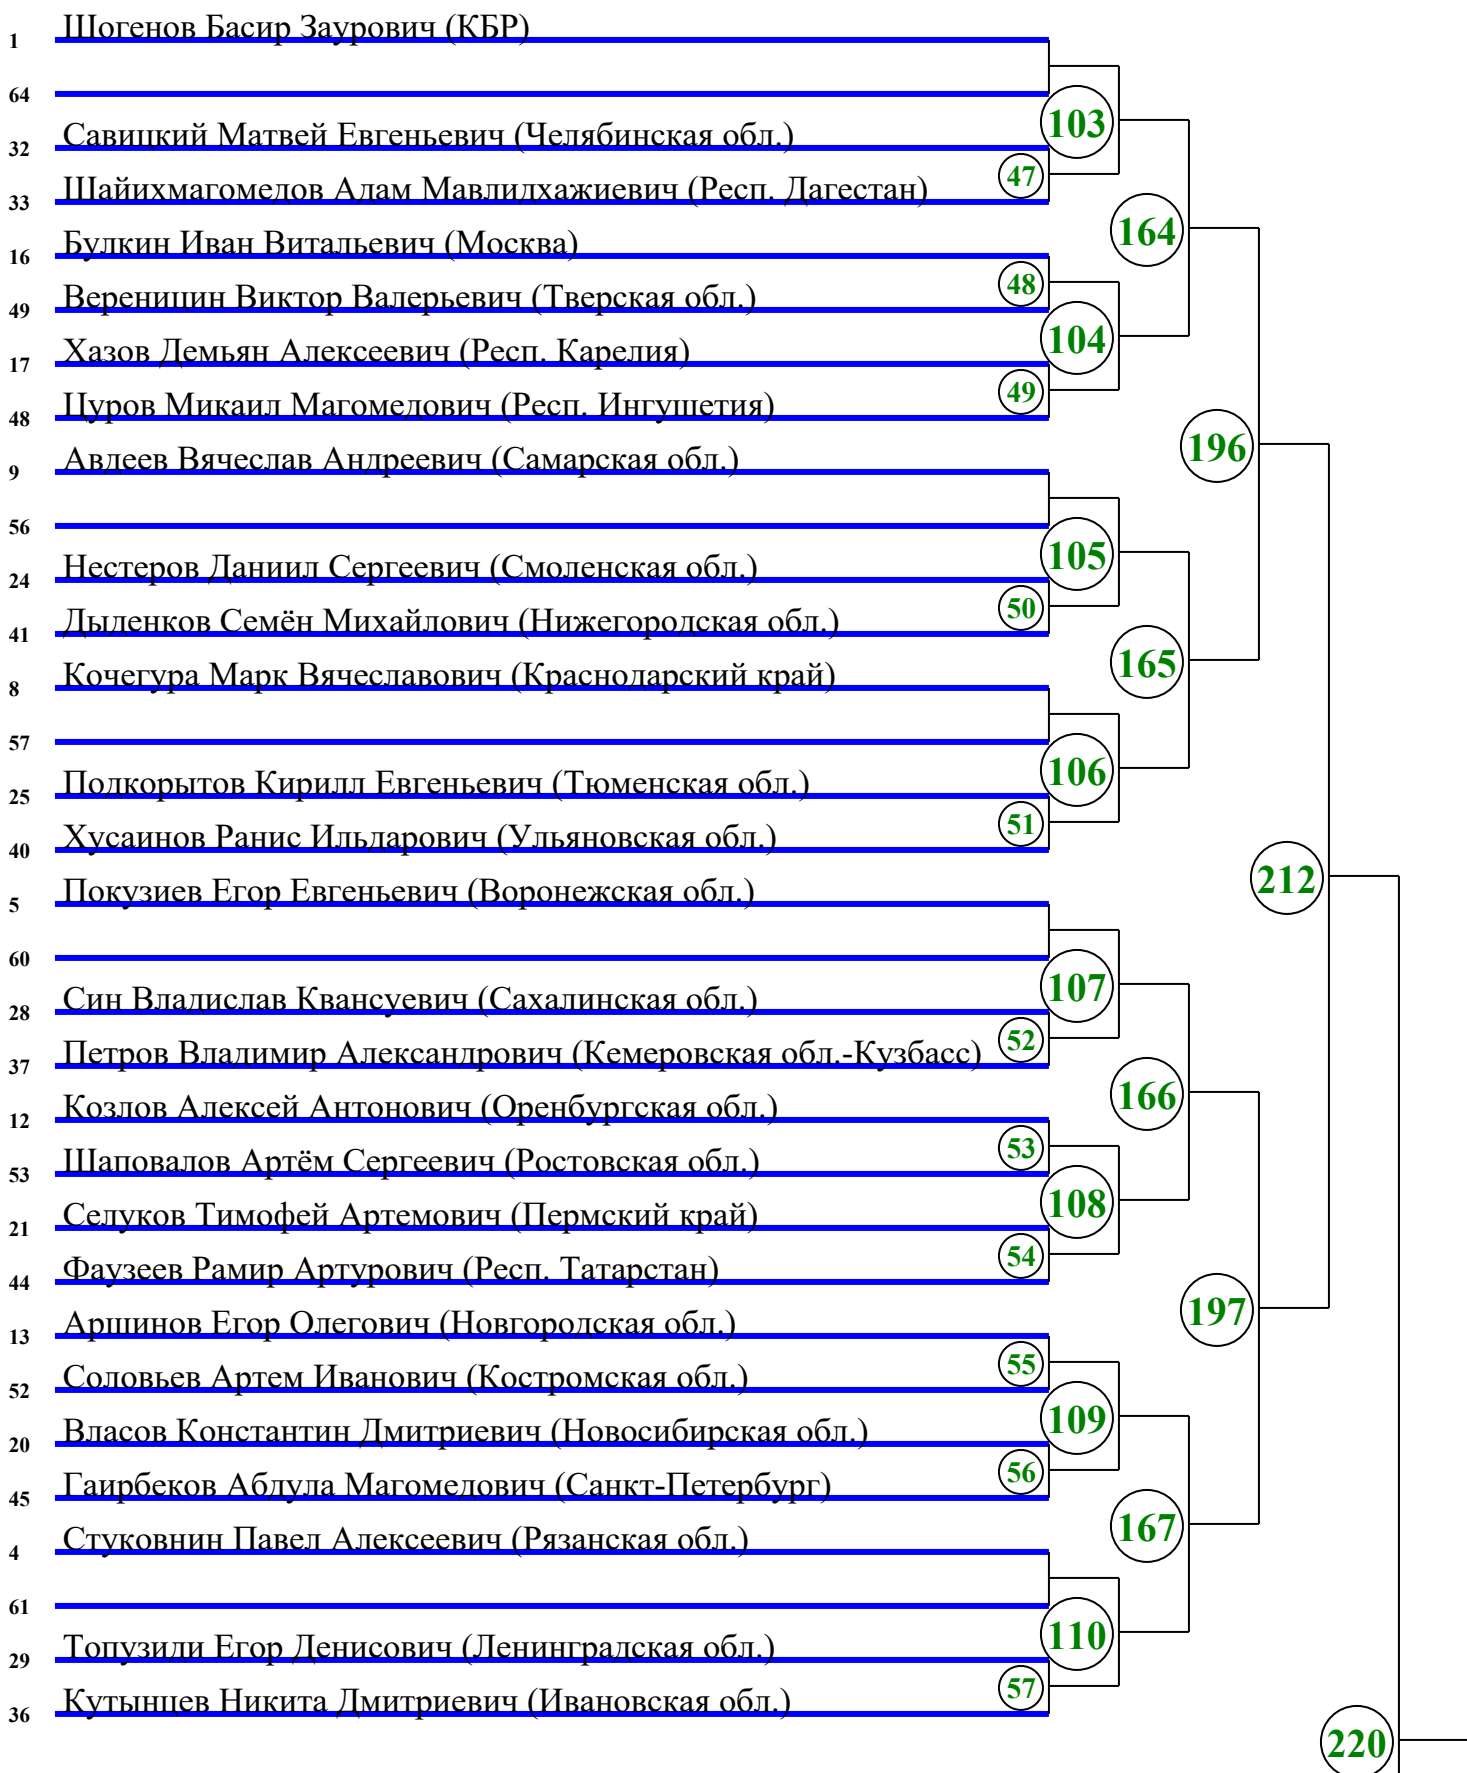 1 Шогенов Басир Заурович (КБР)
64
103
32 Савицкий Матвей Евгеньевич (Челябинская обл.)
47
33 Шайихмагомедов Адам Мавлидхажиевич (Респ. Дагестан)
164
16 Булкин Иван Витальевич (Москва)
48
49 Вереницин Виктор Валерьевич (Тверская обл.)
104
17 Хазов Демьян Алексеевич (Респ. Карелия)
49
48 Цуров Микаил Магомедович (Респ. Ингушетия)
196
9 Авдеев Вячеслав Андреевич (Самарская обл.)
56
105
24 Нестеров Даниил Сергеевич (Смоленская обл.)
50
41 Дыденков Семён Михайлович (Нижегородская обл.)
165
8 Кочегура Марк Вячеславович (Краснодарский край)
57
106
25 Подкорытов Кирилл Евгеньевич (Тюменская обл.)
51
40 Хусаинов Ранис Ильдарович (Ульяновская обл.)
212
5 Покузиев Егор Евгеньевич (Воронежская обл.)
60
107
28 Син Владислав Квансуевич (Сахалинская обл.)
52
37 Петров Владимир Александрович (Кемеровская обл.-Кузбасс)
166
12 Козлов Алексей Антонович (Оренбургская обл.)
53
53 Шаповалов Артём Сергеевич (Ростовская обл.)
108
21 Селуков Тимофей Артемович (Пермский край)
54
44 Фаузеев Рамир Артурович (Респ. Татарстан)
197
13 Аршинов Егор Олегович (Новгородская обл.)
55
52 Соловьев Артем Иванович (Костромская обл.)
109
20 Власов Константин Дмитриевич (Новосибирская обл.)
56
45 Гаирбеков Абдула Магомедович (Санкт-Петербург)
167
4 Стуковнин Павел Алексеевич (Рязанская обл.)
61
110
29 Топузиди Егор Денисович (Ленинградская обл.)
57
36 Кутынцев Никита Дмитриевич (Ивановская обл.)
220